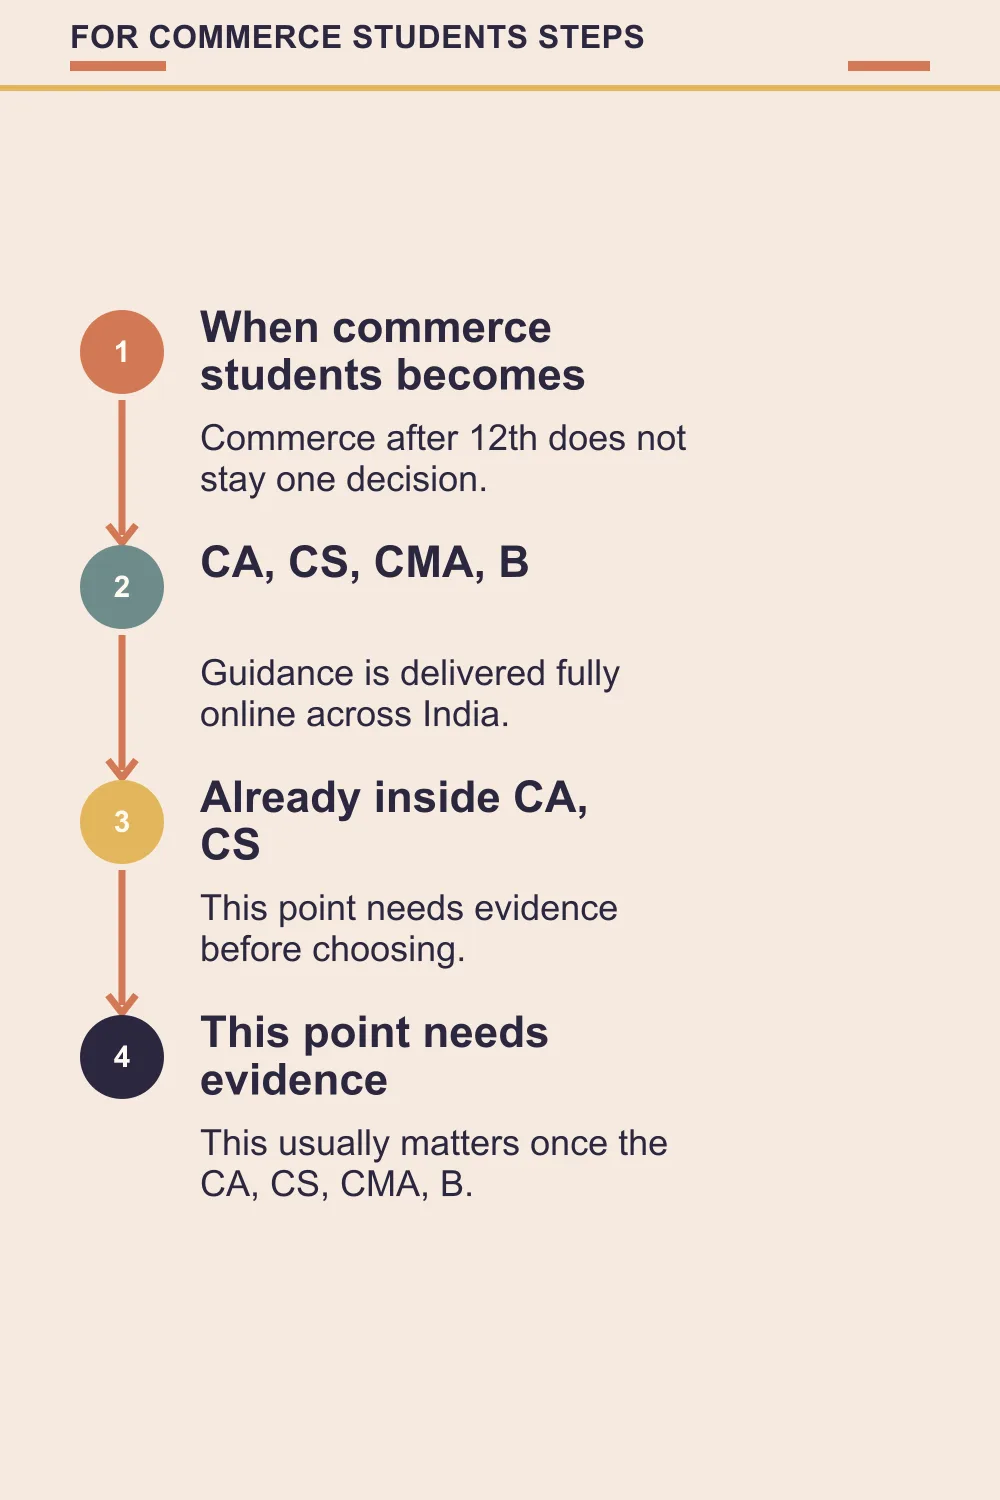 FOR COMMERCE STUDENTS STEPS
1
When commerce
students becomes
Commerce after 12th does not
stay one decision.
2
CA, CS, CMA, B
Guidance is delivered fully
online across India.
3
Already inside CA,
CS
This point needs evidence
before choosing.
4
This point needs
evidence
This usually matters once the
CA, CS, CMA, B.